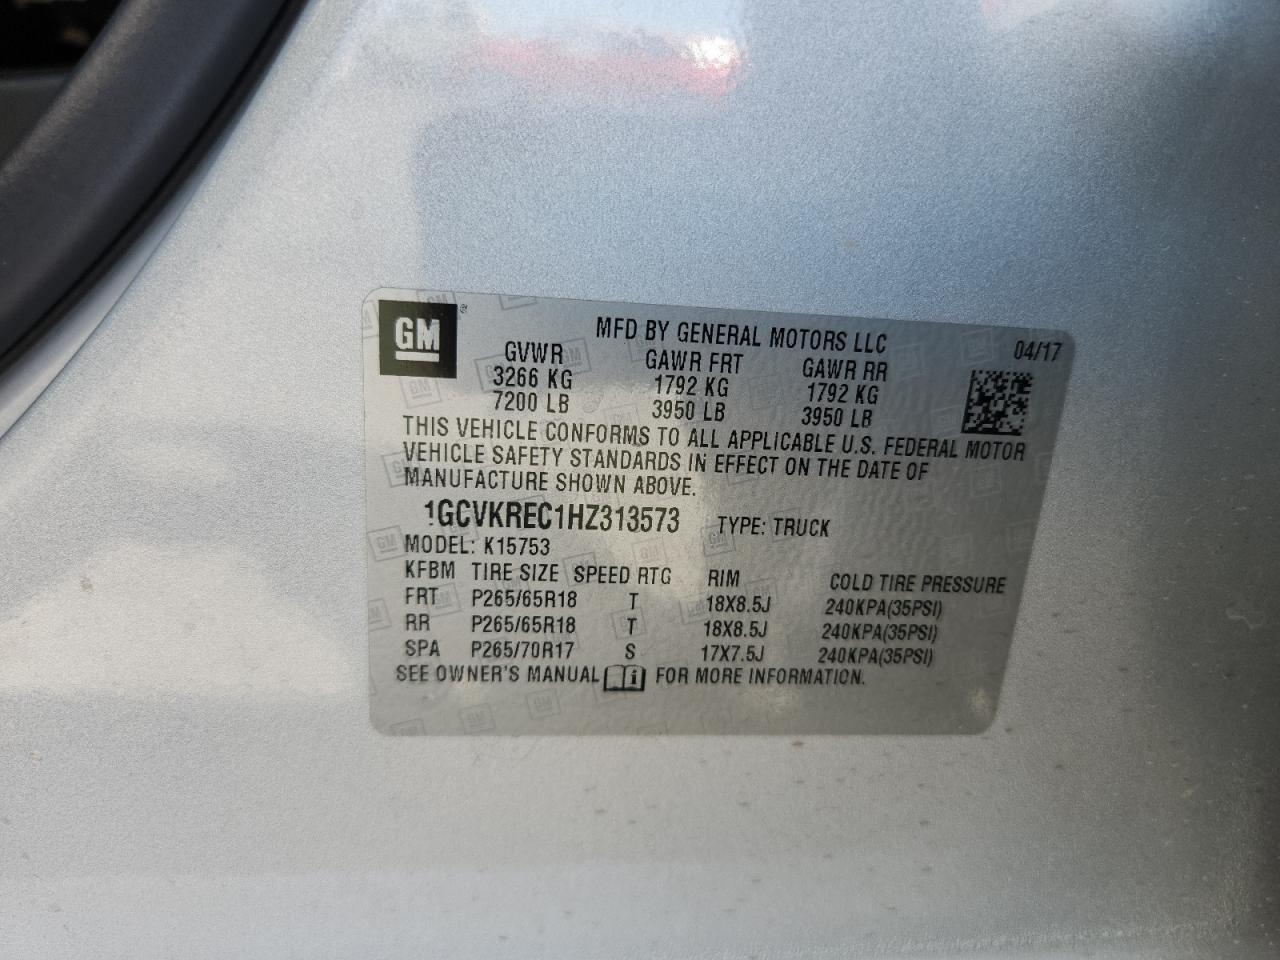 GM
MFD BY GENERAL MOTORS LLC 04/17
GVWR GAWR FRT GAWR RR
3266 KG 1792 KG 1792 KG
7200 LB 3950 LB 3950 LB
THIS VEHICLE CONFORMS TO ALL APPLICABLE U.S. FEDERAL MOTOR
VEHICLE SAFETY STANDARDS IN EFFECT ON THE DATE OF
MANUFACTURE SHOWN ABOVE.
1GCVKREC1HZ313573 TYPE: TRUCK
MODEL: K15753
KFBM TIRE SIZE SPEED RTG RIM COLD TIRE PRESSURE
FRT P265/65R18 T 18X8.5J 240KPA(35PSI)
RR P265/65R18 T 18X8.5J 240KPA(35PSI)
SPA P265/70R17 S 17X7.5J 240KPA(35PSI)
SEE OWNER'S MANUAL FOR MORE INFORMATION.